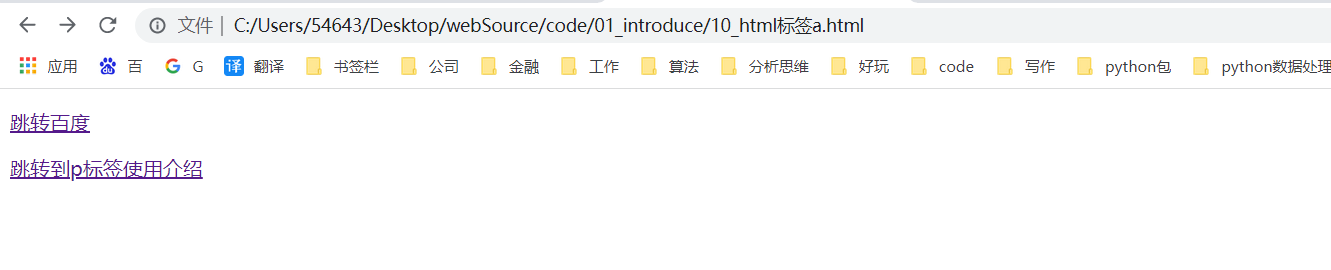 文件 | C:/Users/54643/Desktop/webSource/code/01_introduce/10_html标签a.html
应用 百 G 译 翻译 书签栏 公司 金融 工作 算法 分析思维 好玩 code 写作 python包 python数据处理
跳转百度
跳转到p标签使用介绍